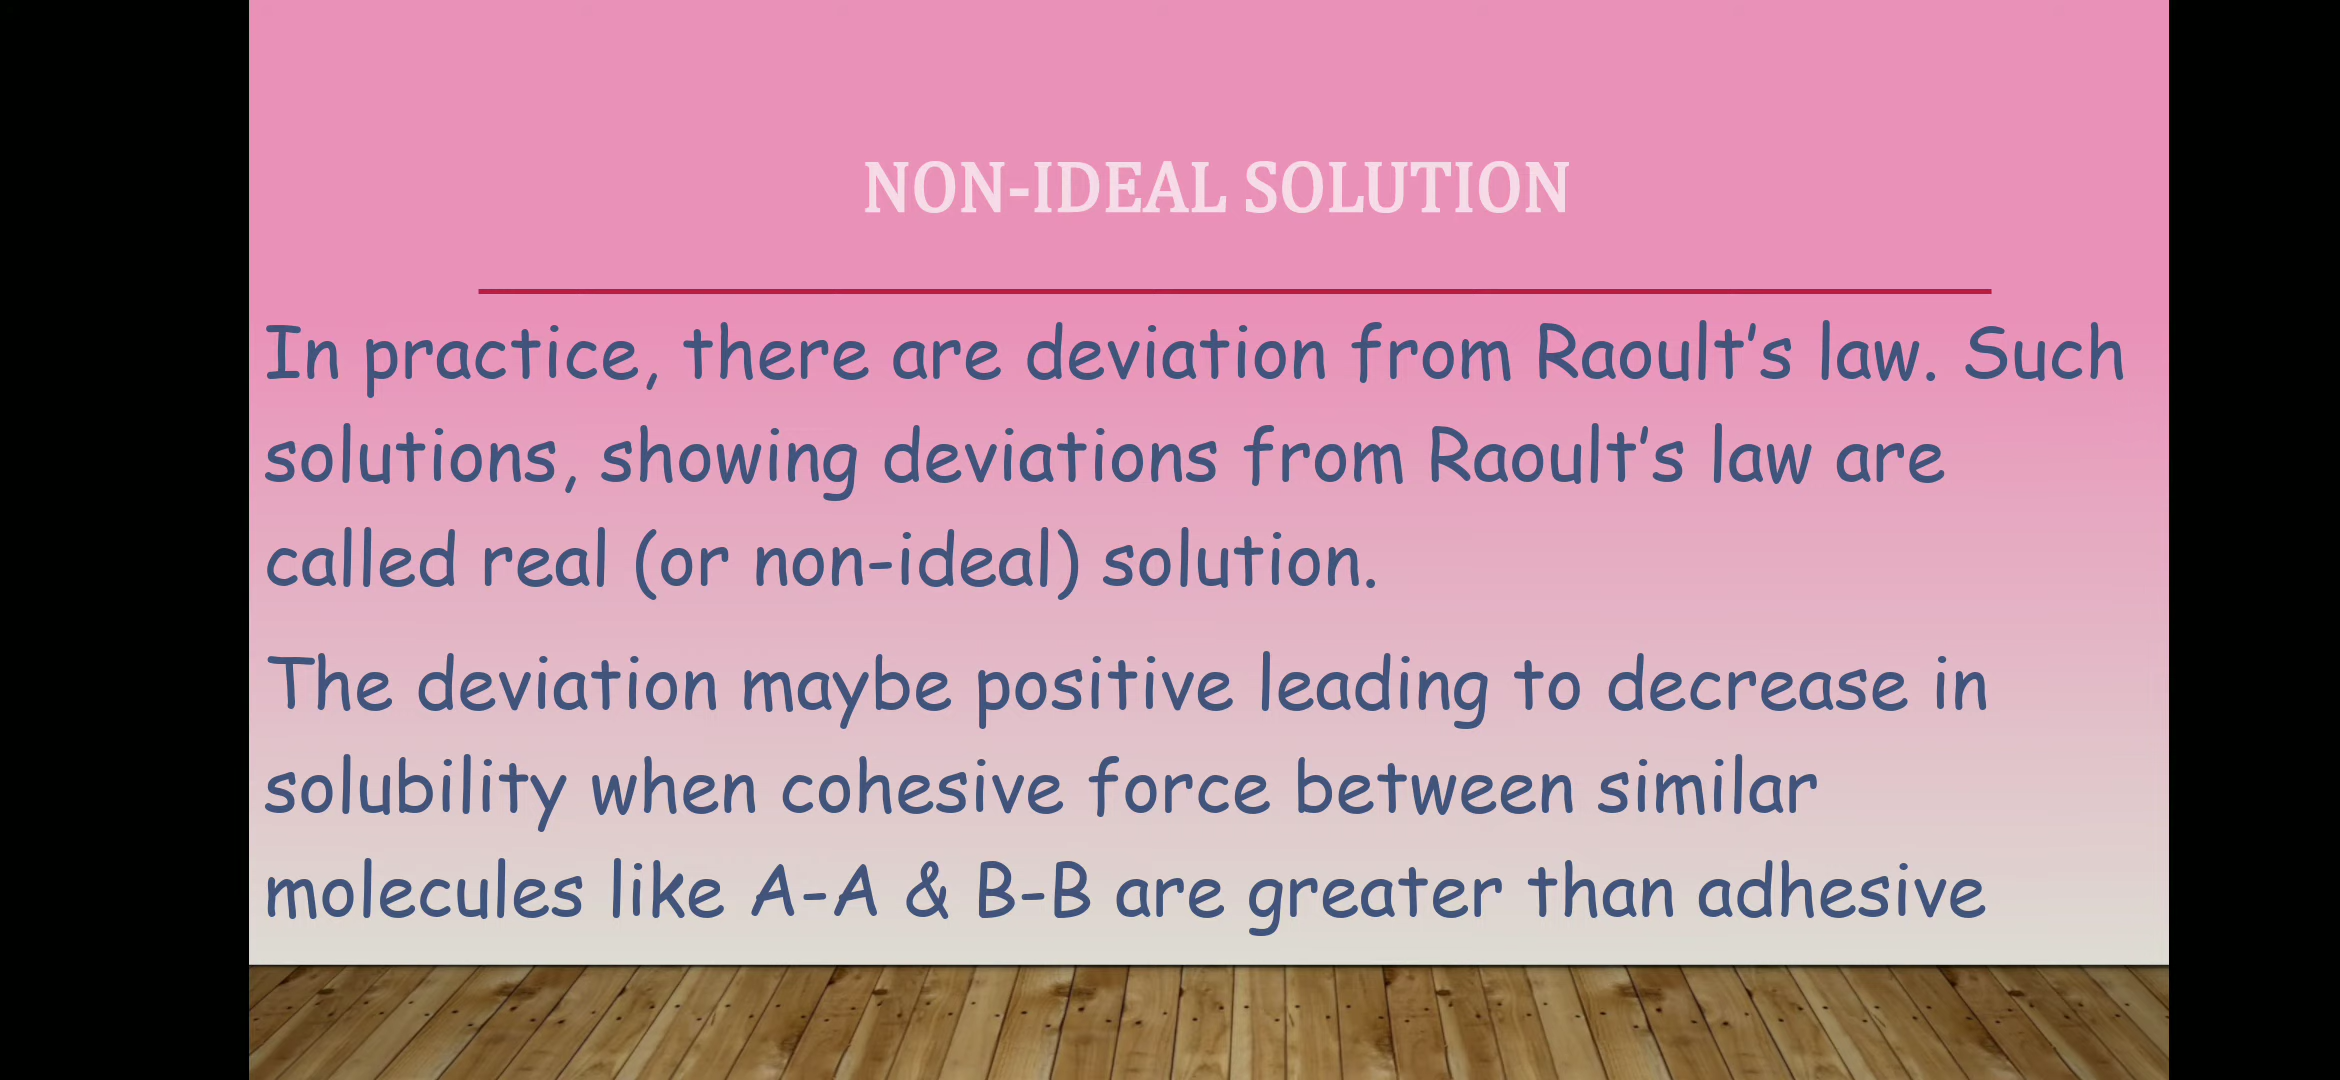 NON-IDEAL SOLUTION
In practice, there are deviation from Raoult’s law. Such
solutions, showing deviations from Raoult’s law are
called real (or non-ideal) solution.
The deviation maybe positive leading to decrease in
solubility when cohesive force between similar
molecules like A-A & B-B are greater than adhesive